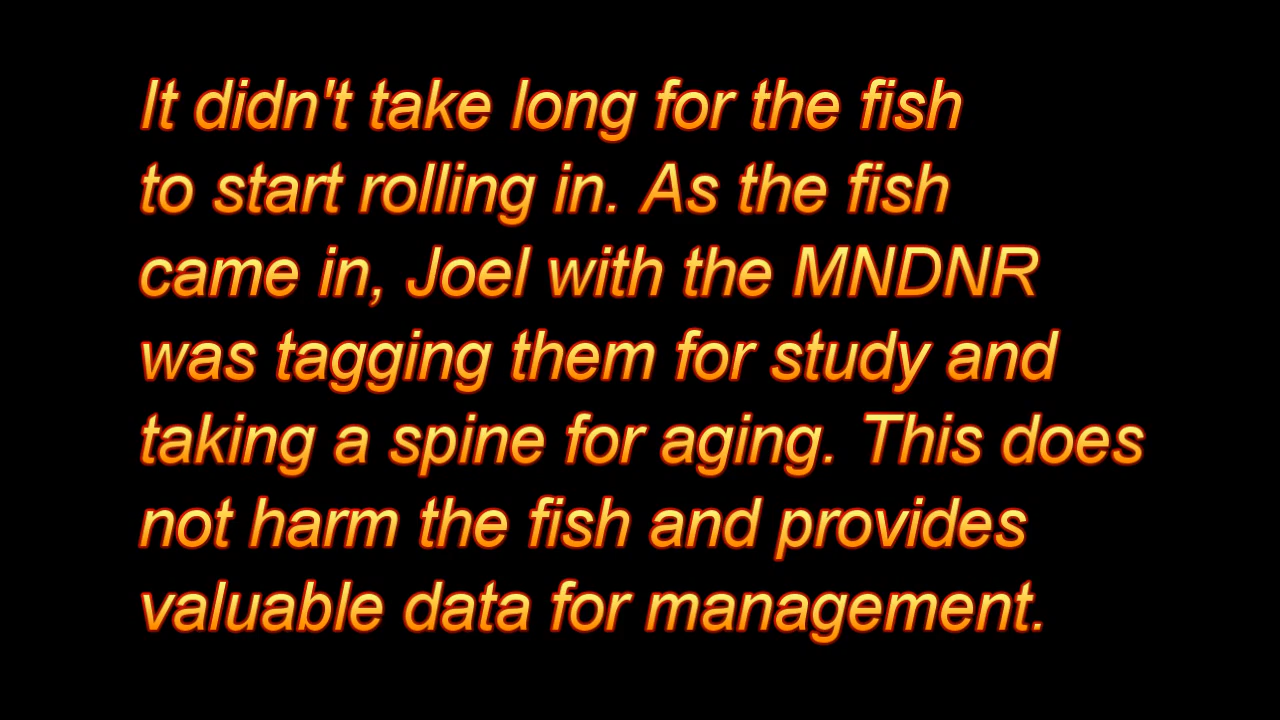 It didn't take long for the fish
to start rolling in. As the fish
came in, Joel with the MNDNR
was tagging them for study and
taking a spine for aging. This does
not harm the fish and provides
valuable data for management.